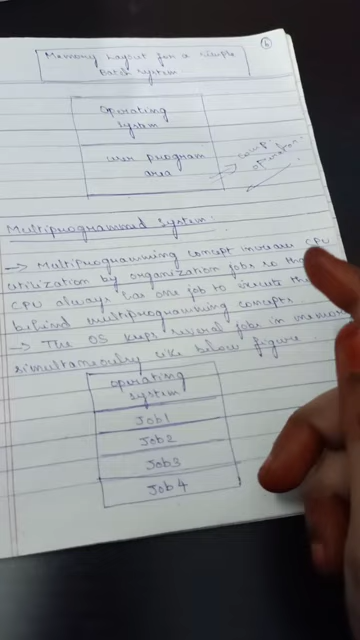 6
Memory Layout for a simple
Batch system
Operating
System
user program
area
Multiprogrammed System:
→ Multiprogramming concept increase CPU
utilization by organization jobs so that
CPU always has one job to execute the
behind multiprogramming concepts
→ The OS keeps several jobs in memory
simultaneously like below figure
Operating
System
Job1
Job2
Job3
Job4